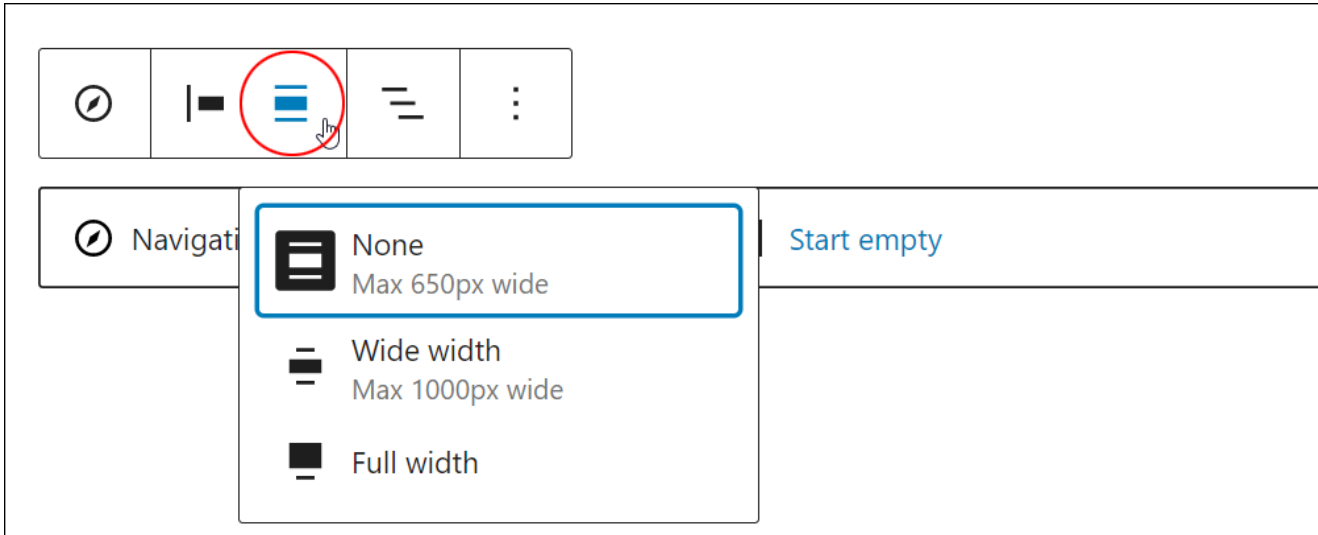 Navigati
Start empty
None
Max 650px wide
Wide width
Max 1000px wide
Full width